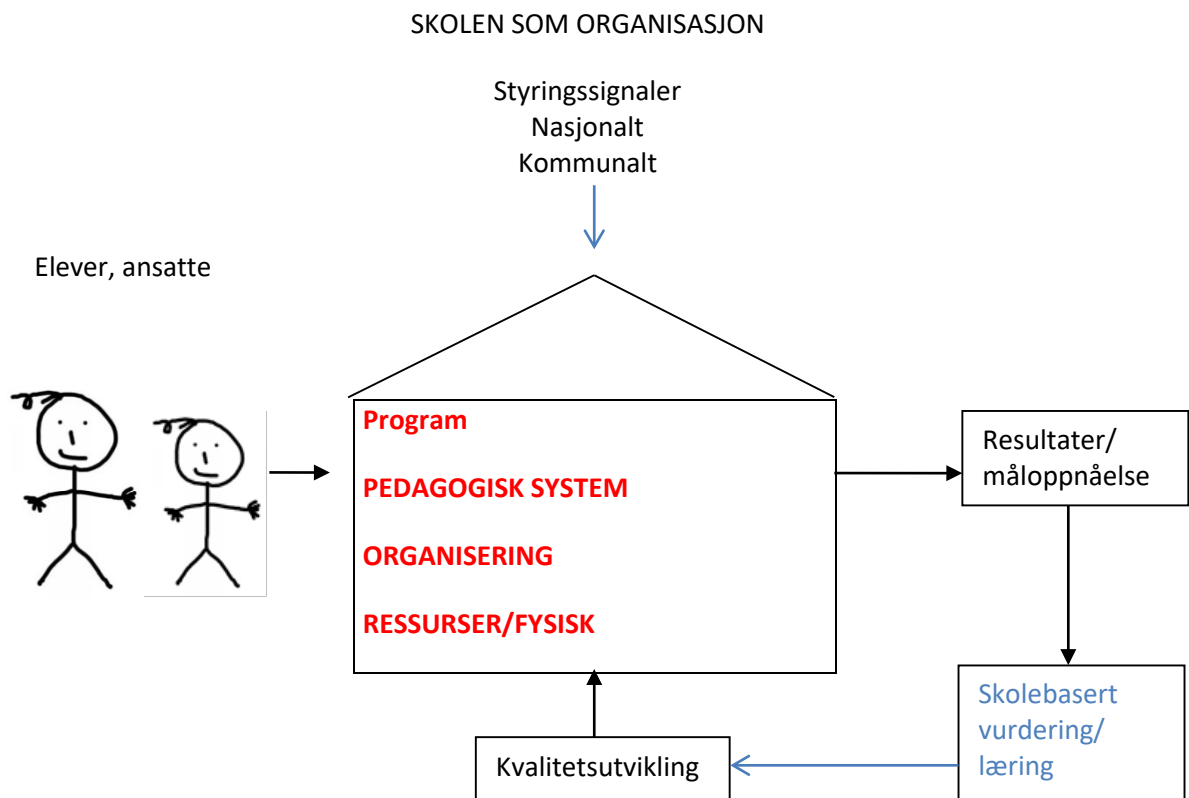 SKOLEN SOM ORGANISASJON
Styringssignaler
Nasjonalt
Kommunalt
Elever, ansatte
Program
PEDAGOGISK SYSTEM
ORGANISERING
RESSURSER/FYSISK
Resultater/
måloppnåelse
Skolebasert
vurdering/
læring
Kvalitetsutvikling